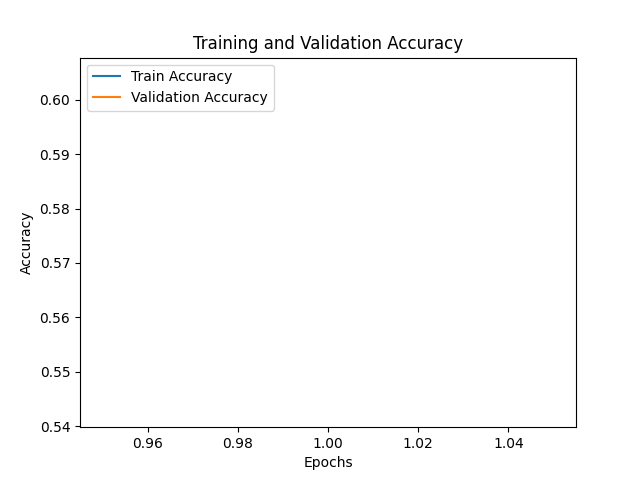 Training and Validation Accuracy
Train Accuracy
Validation Accuracy
0.60
0.59
0.58
0.57
0.56
0.55
0.54
Accuracy
0.96 0.98 1.00 1.02 1.04
Epochs